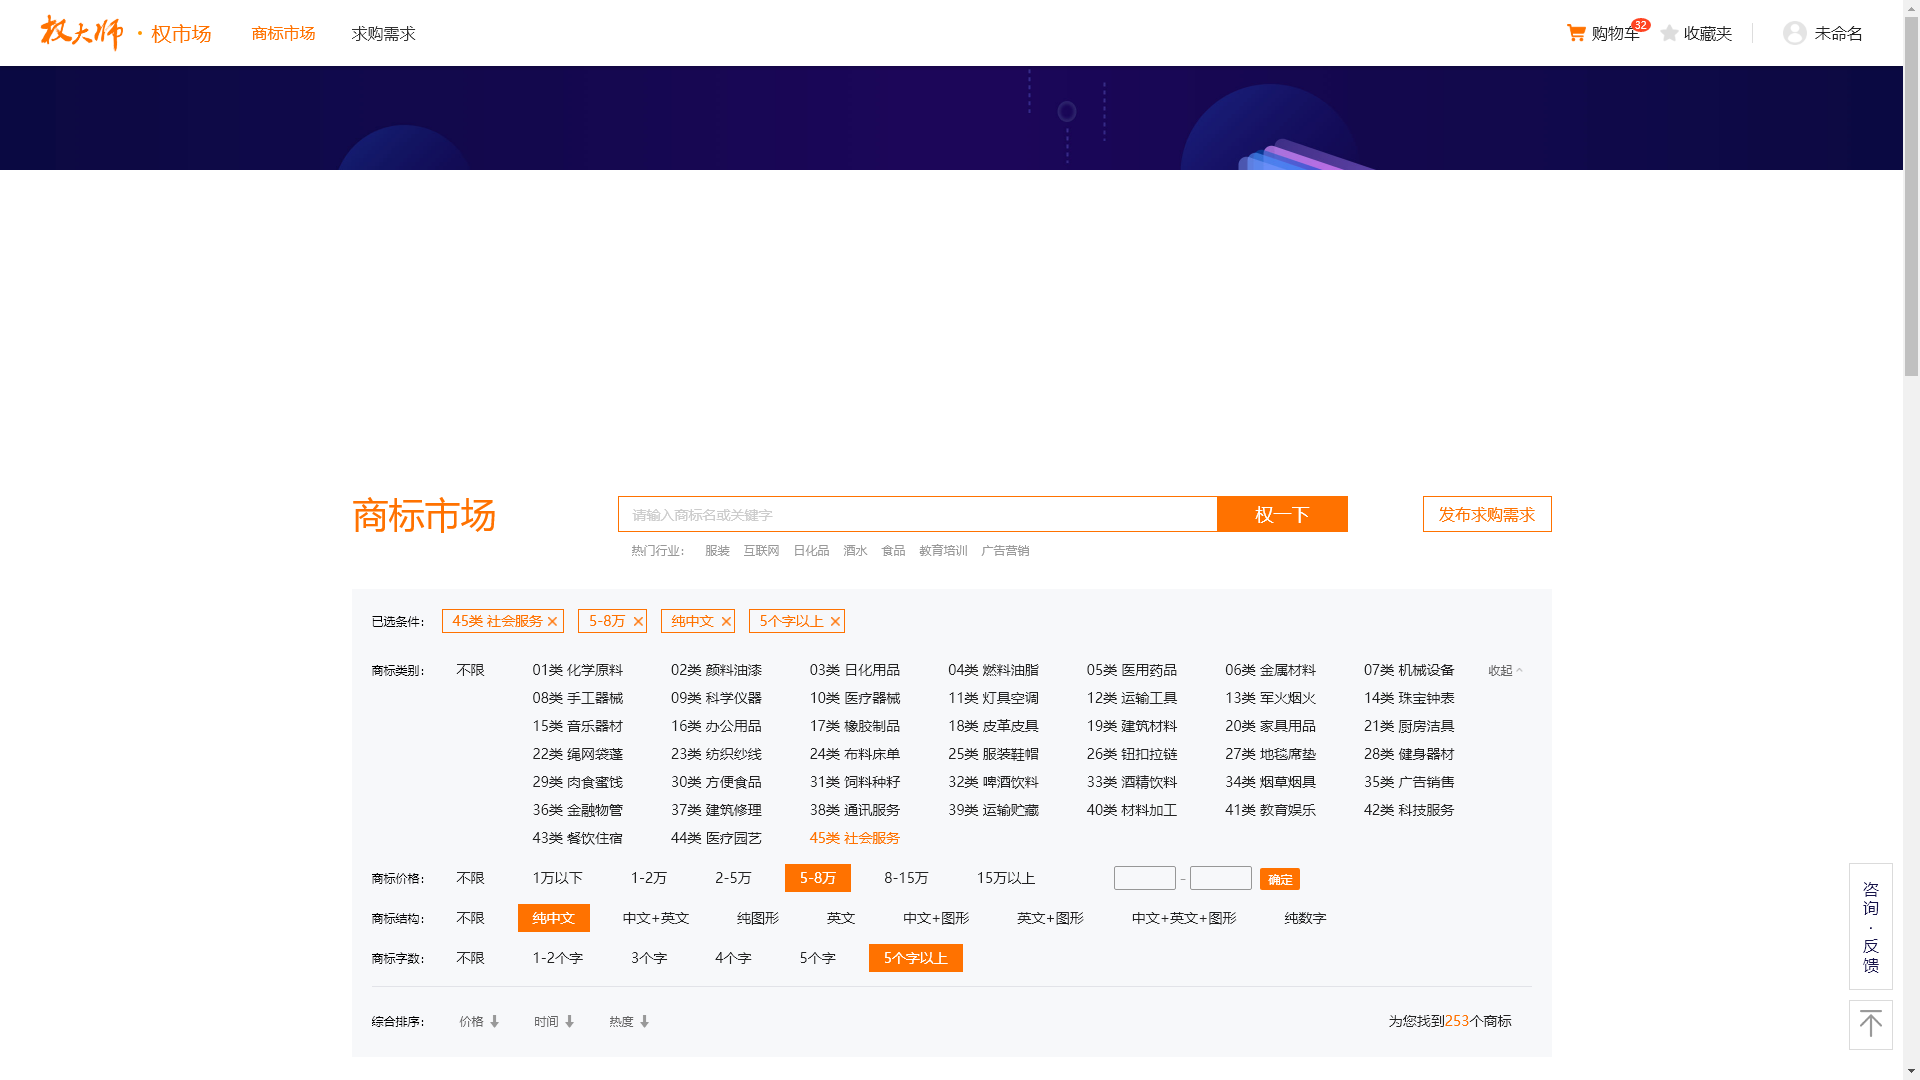 权大师 · 权市场 商标市场 求购需求 购物车 32 收藏夹 未命名
商标市场 请输入商标名或关键字 权一下 发布求购需求
热门行业: 服装 互联网 日化品 酒水 食品 教育培训 广告营销
已选条件: 45类 社会服务 5-8万 纯中文 5个字以上
商标类别: 不限 01类 化学原料 02类 颜料油漆 03类 日化用品 04类 燃料油脂 05类 医用药品 06类 金属材料 07类 机械设备 收起
08类 手工器械 09类 科学仪器 10类 医疗器械 11类 灯具空调 12类 运输工具 13类 军火烟火 14类 珠宝钟表
15类 音乐器材 16类 办公用品 17类 橡胶制品 18类 皮革皮具 19类 建筑材料 20类 家具用品 21类 厨房洁具
22类 绳网袋蓬 23类 纺织纱线 24类 布料床单 25类 服装鞋帽 26类 钮扣拉链 27类 地毯席垫 28类 健身器材
29类 肉食蜜饯 30类 方便食品 31类 饲料种籽 32类 啤酒饮料 33类 酒精饮料 34类 烟草烟具 35类 广告销售
36类 金融物管 37类 建筑修理 38类 通讯服务 39类 运输贮藏 40类 材料加工 41类 教育娱乐 42类 科技服务
43类 餐饮住宿 44类 医疗园艺 45类 社会服务
商标价格: 不限 1万以下 1-2万 2-5万 5-8万 8-15万 15万以上 - 确定
商标结构: 不限 纯中文 中文+英文 纯图形 英文 中文+图形 英文+图形 中文+英文+图形 纯数字
商标字数: 不限 1-2个字 3个字 4个字 5个字 5个字以上
综合排序: 价格 时间 热度 为您找到253个商标
咨询·反馈